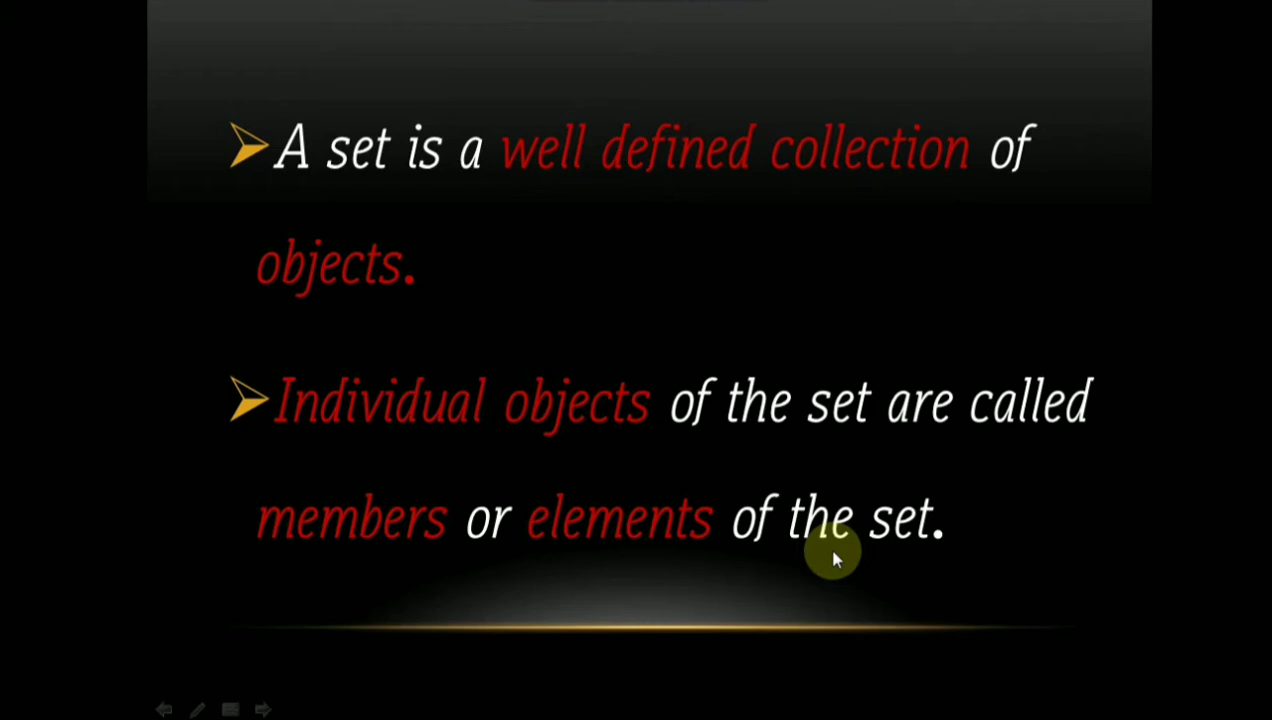 A set is a well defined collection of
objects.
Individual objects of the set are called
members or elements of the set.